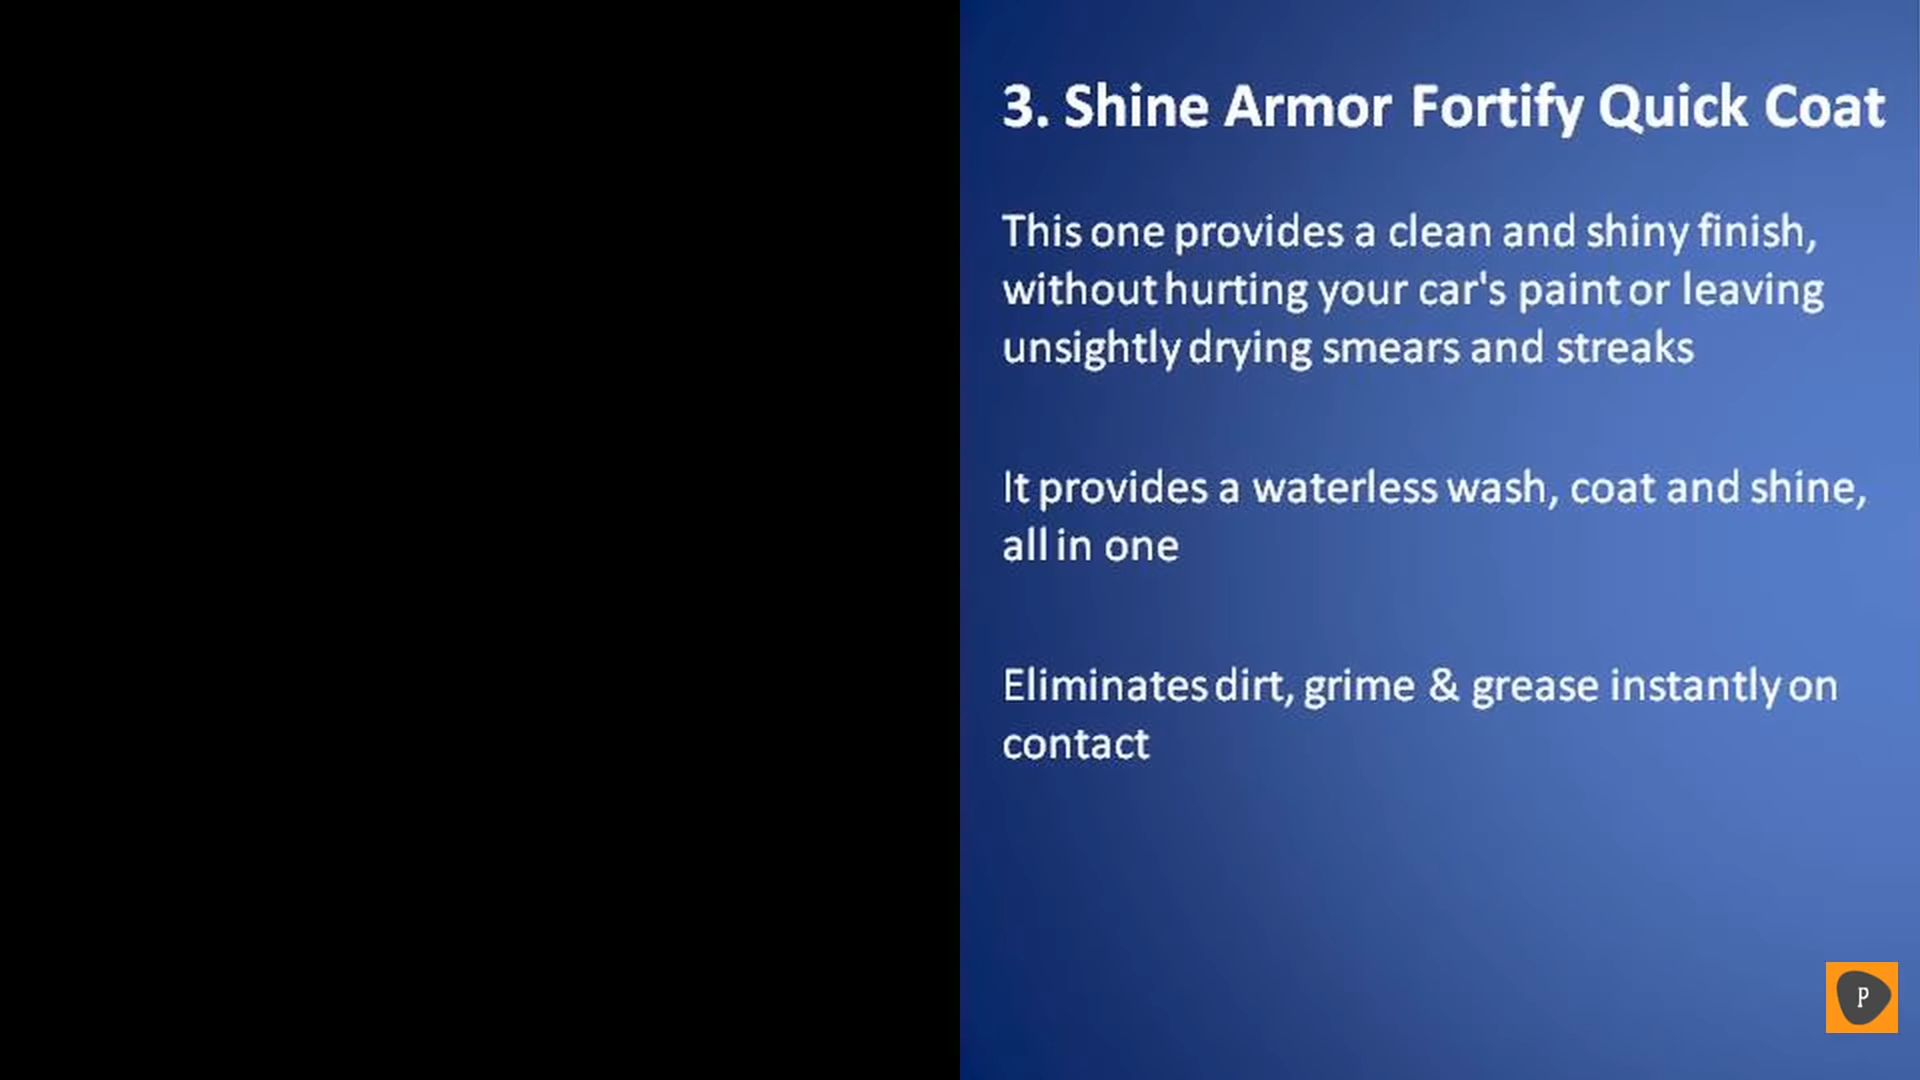 3. Shine Armor Fortify Quick Coat
This one provides a clean and shiny finish,
without hurting your car's paint or leaving
unsightly drying smears and streaks
It provides a waterless wash, coat and shine,
all in one
Eliminates dirt, grime & grease instantly on
contact
P